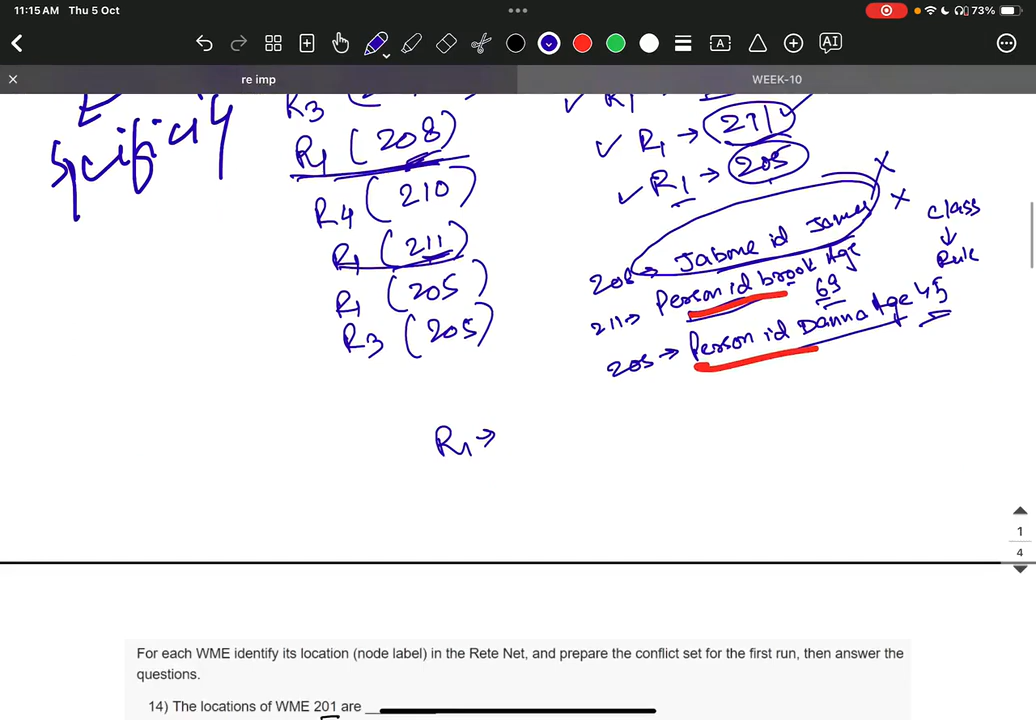 11:15 AM Thu 5 Oct
73%
A
AI
re imp
WEEK-10
R3 (2
R1
Specificity
R1 (208)
✓ R1 → 211
R4 (210)
✓ R1 → 205
R1 (211)
208 → Jabme id James
class
↓
Rule
R1 (205)
211 → Person id brook Age 69
R3 (205)
205 → Person id Danna Age 45
R1 →
1
4
For each WME identify its location (node label) in the Rete Net, and prepare the conflict set for the first run, then answer the
questions.
14) The locations of WME 201 are